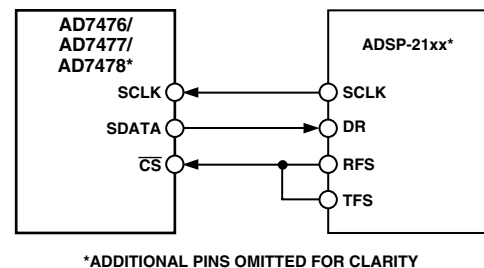 AD7476/
AD7477/
AD7478*
ADSP-21xx*
SCLK
SCLK
SDATA
DR
CS
RFS
TFS
*ADDITIONAL PINS OMITTED FOR CLARITY